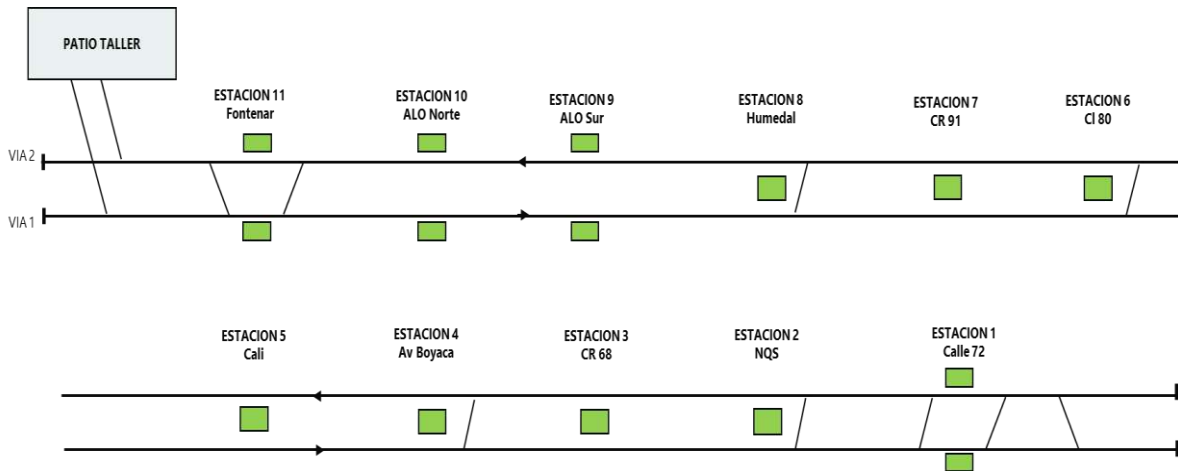 PATIO TALLER
ESTACION 11
Fontenar
ESTACION 10
ALO Norte
ESTACION 9
ALO Sur
ESTACION 8
Humedal
ESTACION 7
CR 91
ESTACION 6
Cl 80
VIA 2
VIA 1
ESTACION 5
Cali
ESTACION 4
Av Boyaca
ESTACION 3
CR 68
ESTACION 2
NQS
ESTACION 1
Calle 72